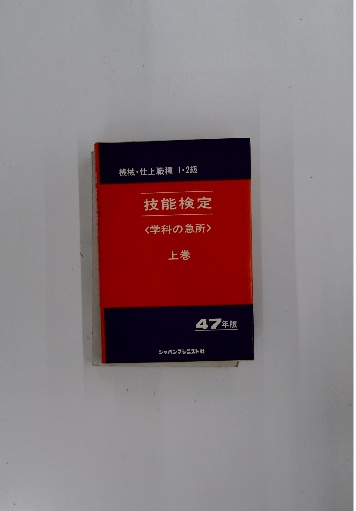 機械・仕上職種 1・2級
技能検定
〈学科の急所〉
上巻
47年版
ジャパンマシニスト社